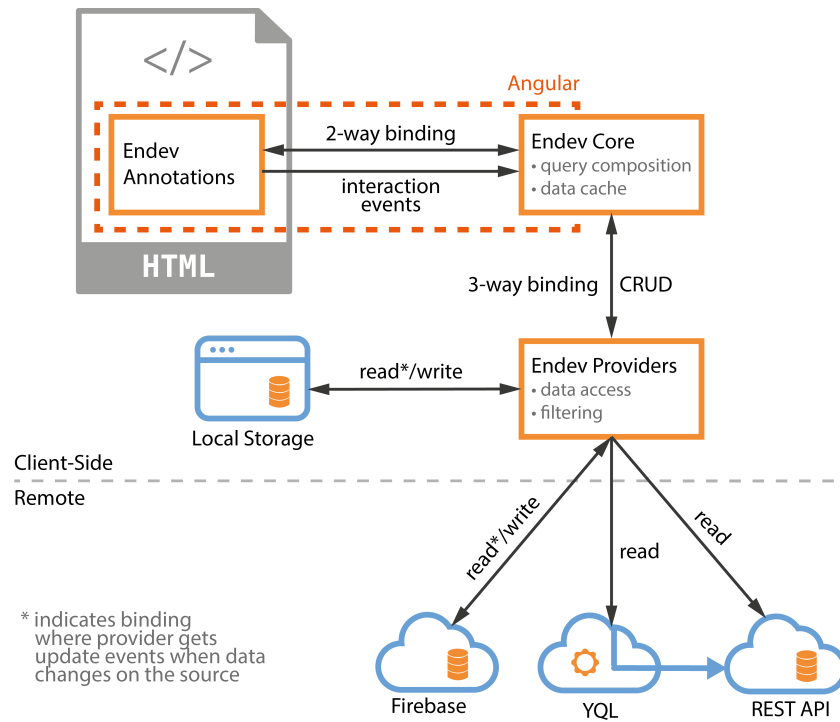 </>
Angular
Endev
Annotations
2-way binding
interaction
events
Endev Core
• query composition
• data cache
HTML
3-way binding
CRUD
Endev Providers
• data access
• filtering
read*/write
Local Storage
Client-Side
Remote
read*/write
read
read
* indicates binding
where provider gets
update events when data
changes on the source
Firebase
YQL
REST API